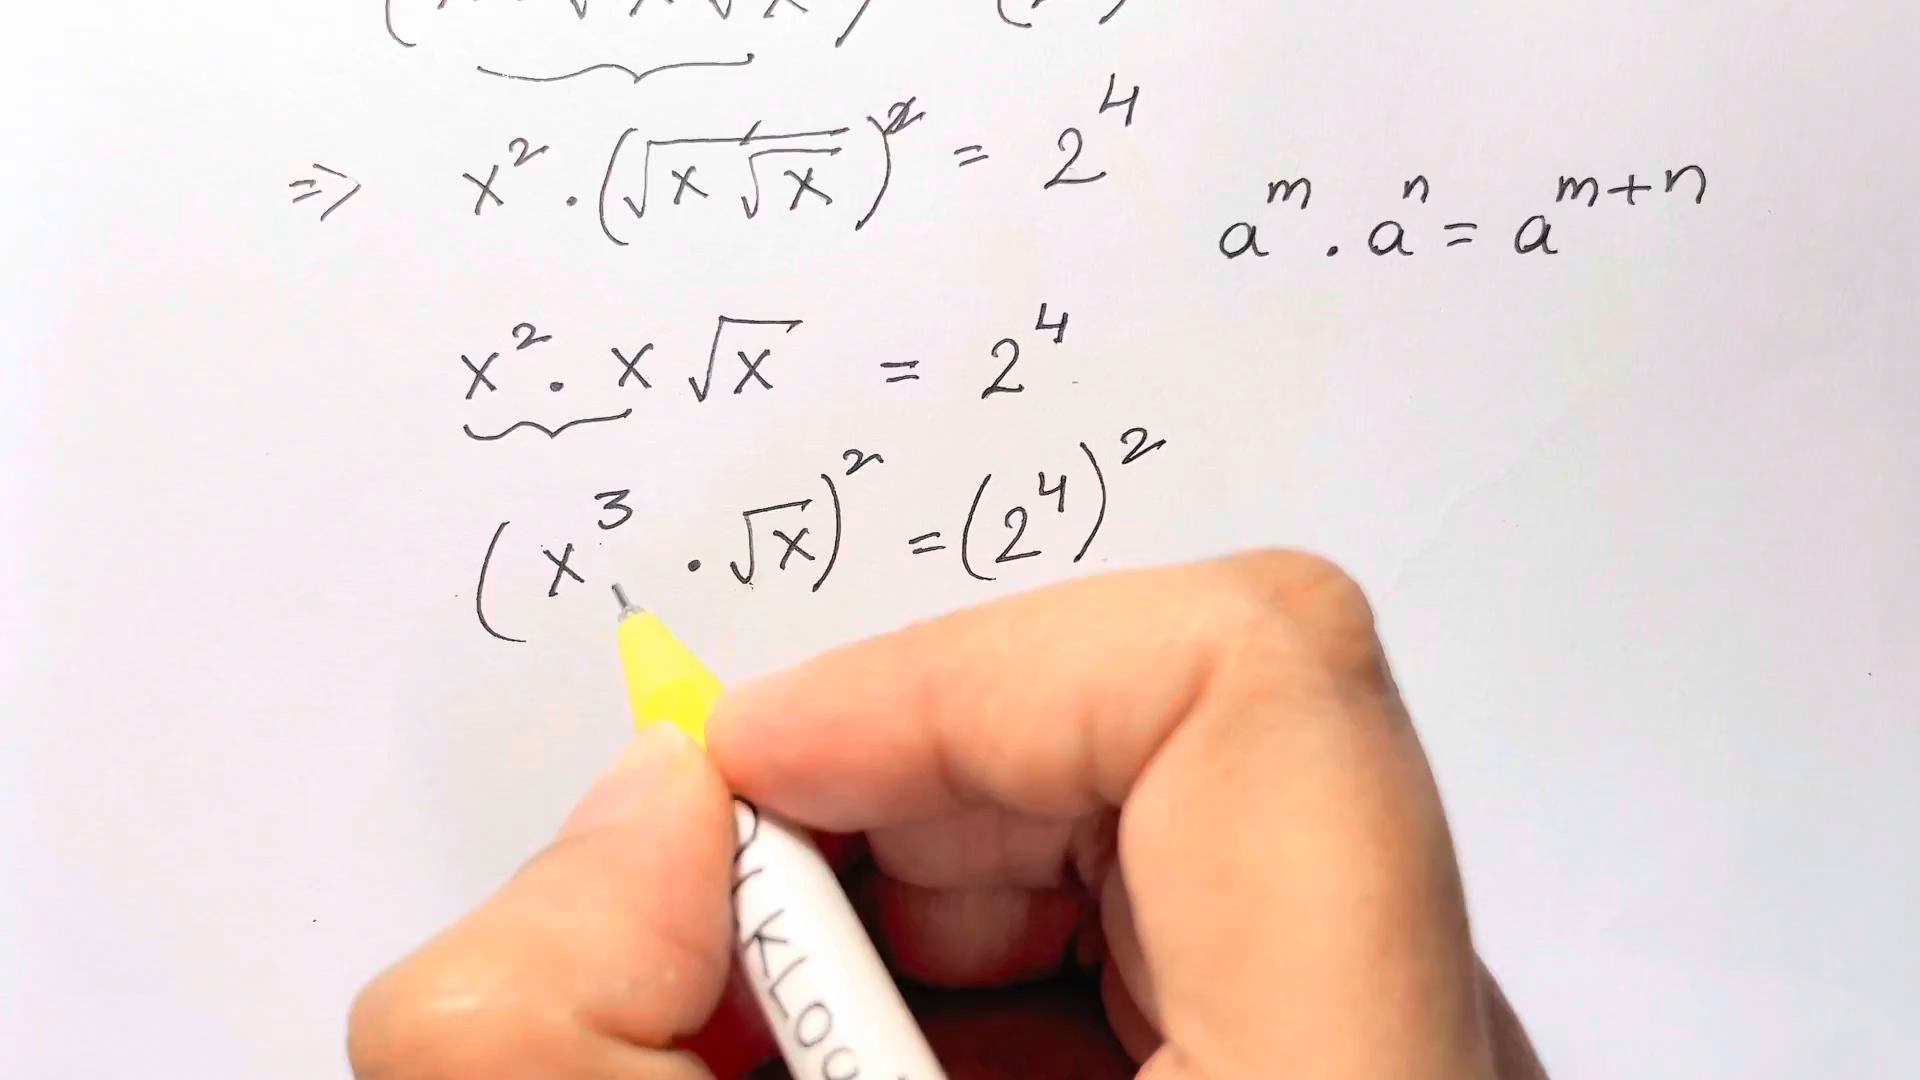 ⇒ x² . (√(x√x))² = 2⁴
aᵐ . aⁿ = aᵐ⁺ⁿ
x² . x√x = 2⁴
(x³ . √x)² = (2⁴)²